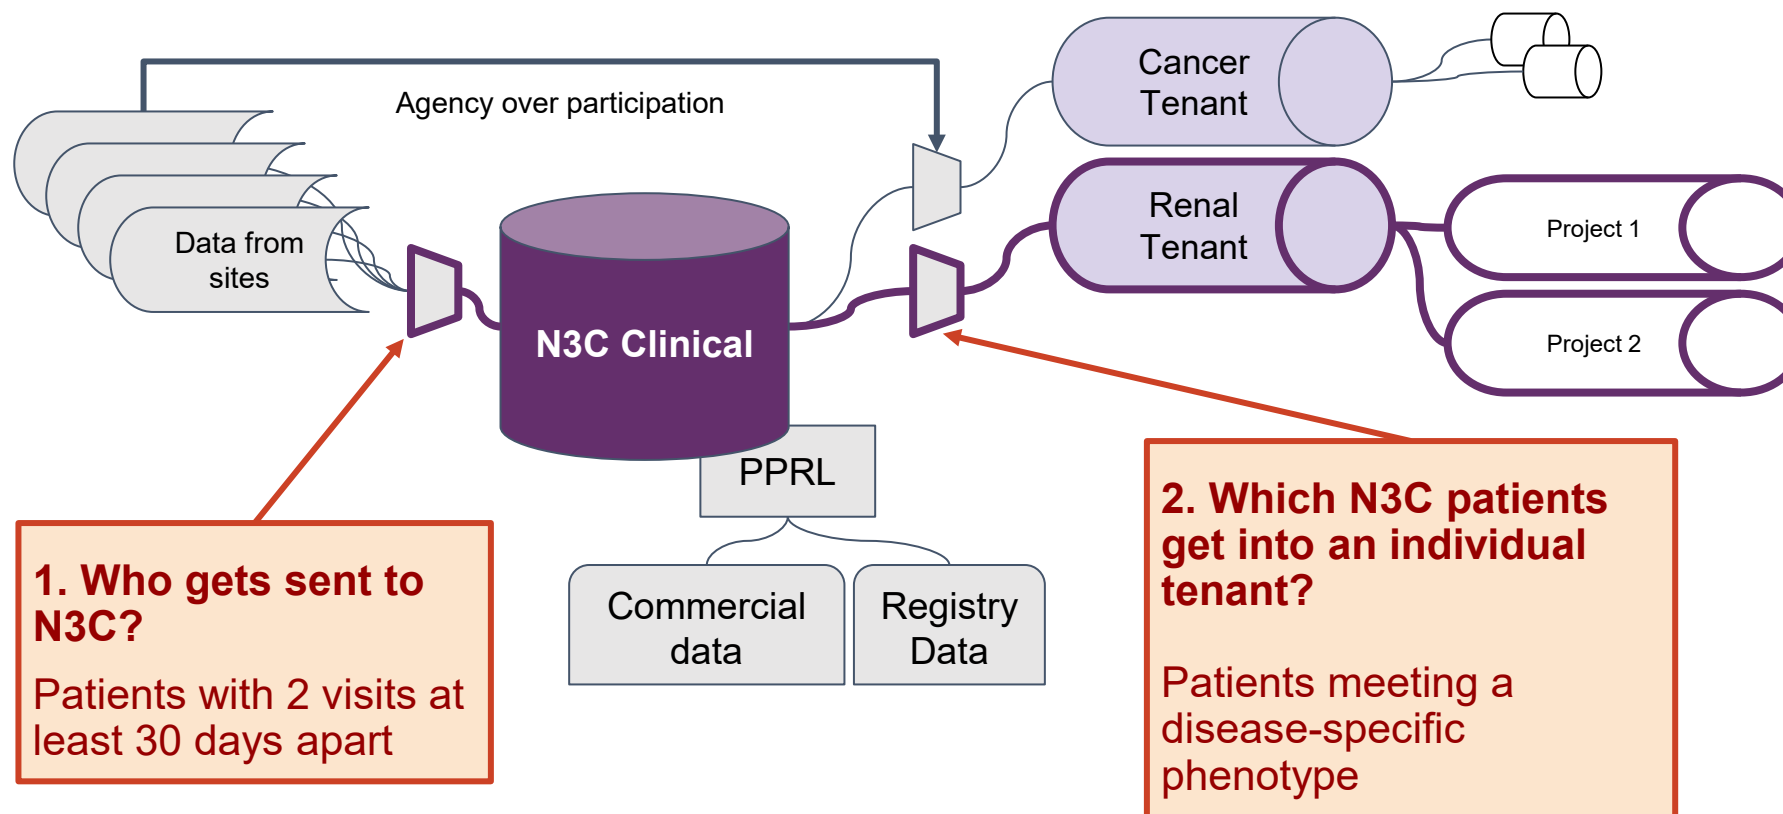 Agency over participation
Cancer
Tenant
Renal
Tenant
Data from
sites
N3C Clinical
Project 1
Project 2
PPRL
Commercial
data
Registry
Data
1. Who gets sent to
N3C?
Patients with 2 visits at
least 30 days apart
2. Which N3C patients
get into an individual
tenant?
Patients meeting a
disease-specific
phenotype